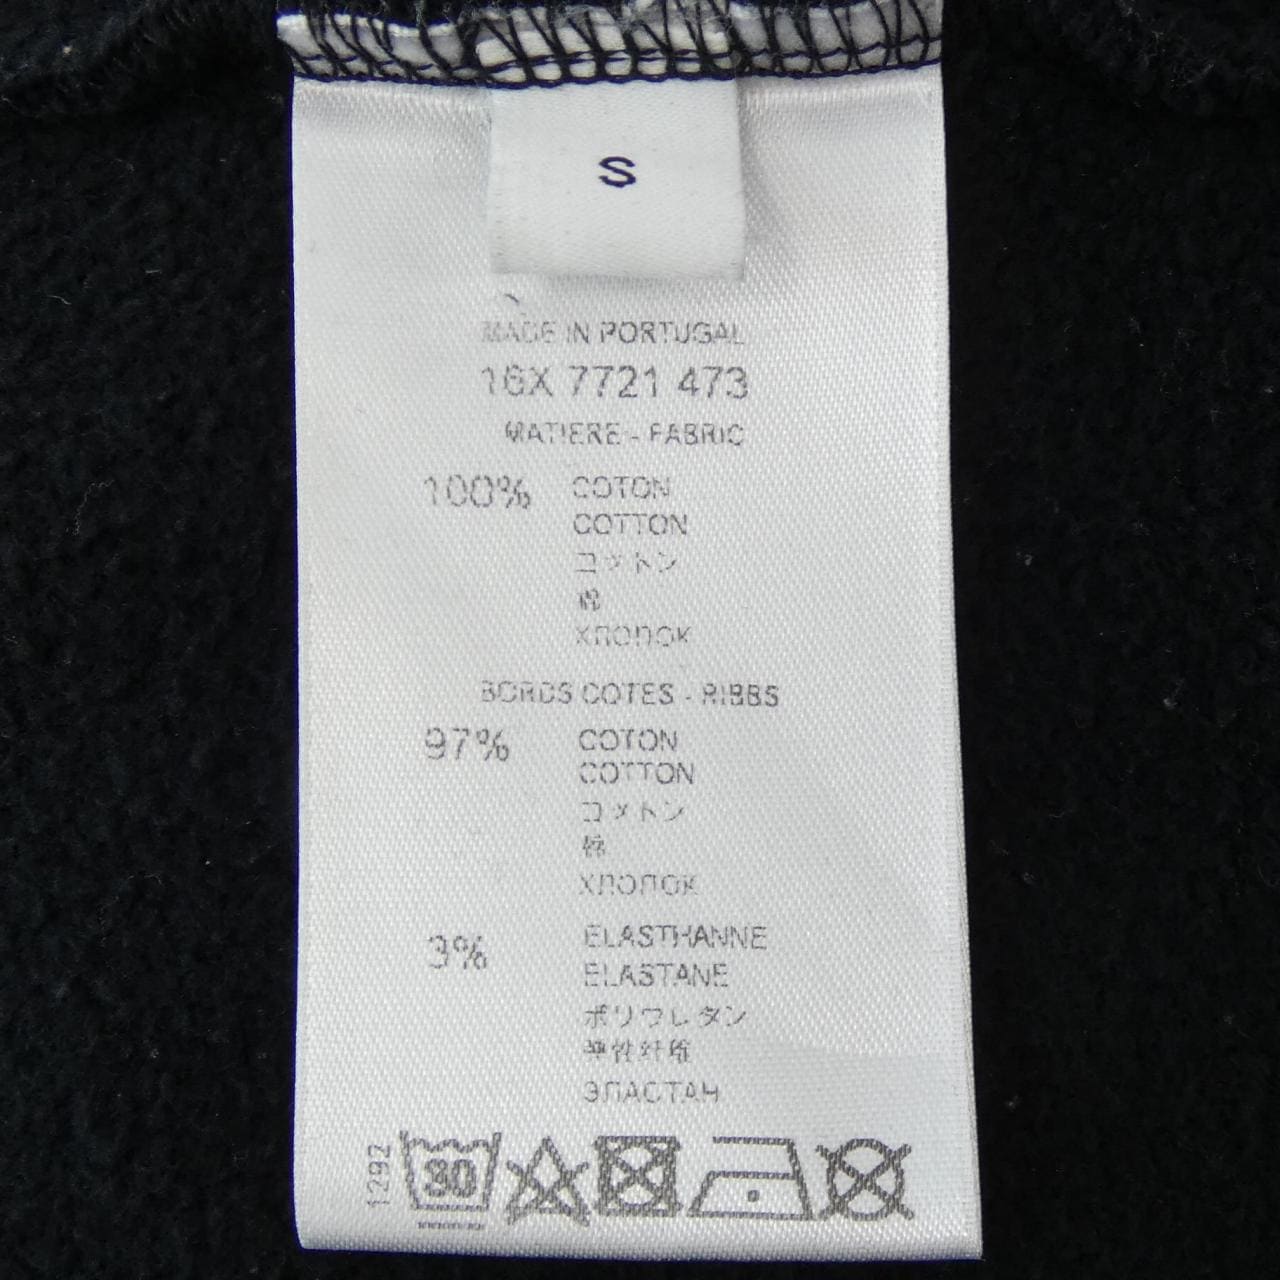 S
MADE IN PORTUGAL
16X 7721 473
MATIERE - FABRIC
100% COTON
COTTON
コットン
棉
ХЛОПОК
BORDS COTES - RIBBS
97% COTON
COTTON
コットン
棉
ХЛОПОК
3% ELASTHANNE
ELASTANE
ポリウレタン
弹性纤维
ЭЛАСТАН
1292
30